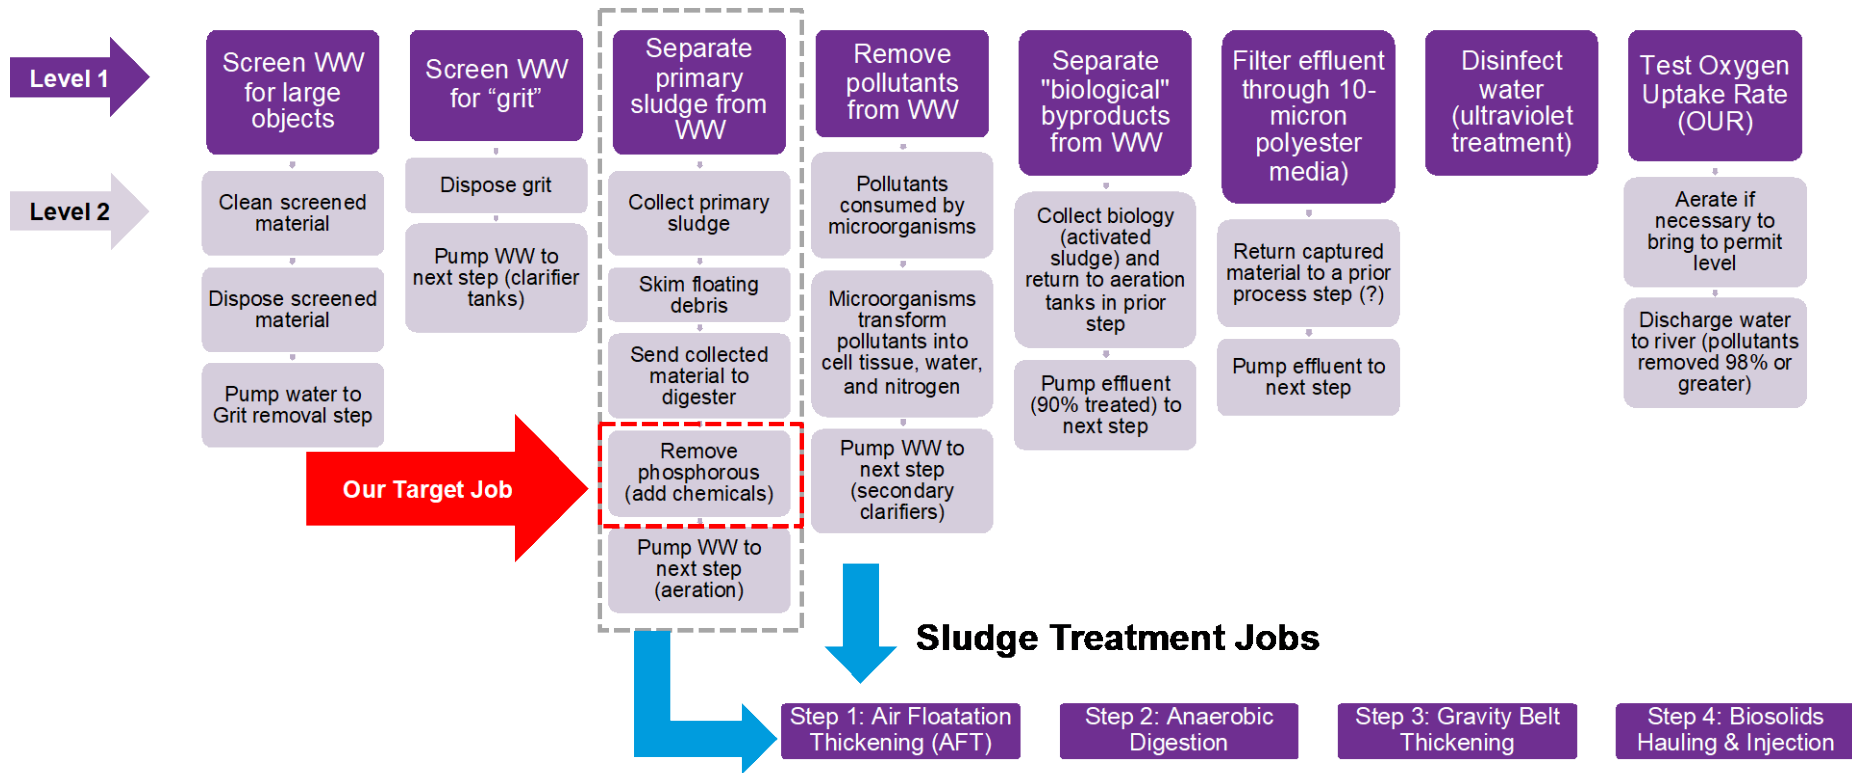 Level 1
Level 2
Screen WW
for large
objects
Clean screened
material
Dispose screened
material
Pump water to
Grit removal step
Screen WW
for “grit”
Dispose grit
Pump WW to
next step (clarifier
tanks)
Separate
primary
sludge from
WW
Collect primary
sludge
Skim floating
debris
Send collected
material to
digester
Remove
phosphorous
(add chemicals)
Pump WW to
next step
(aeration)
Our Target Job
Remove
pollutants
from WW
Pollutants
consumed by
microorganisms
Microorganisms
transform
pollutants into
cell tissue, water,
and nitrogen
Pump WW to
next step
(secondary
clarifiers)
Separate
"biological"
byproducts
from WW
Collect biology
(activated
sludge) and
return to aeration
tanks in prior
step
Pump effluent
(90% treated) to
next step
Filter effluent
through 10-
micron
polyester
media)
Return captured
material to a prior
process step (?)
Pump effluent to
next step
Disinfect
water
(ultraviolet
treatment)
Test Oxygen
Uptake Rate
(OUR)
Aerate if
necessary to
bring to permit
level
Discharge water
to river (pollutants
removed 98% or
greater)
Sludge Treatment Jobs
Step 1: Air Floatation
Thickening (AFT)
Step 2: Anaerobic
Digestion
Step 3: Gravity Belt
Thickening
Step 4: Biosolids
Hauling & Injection